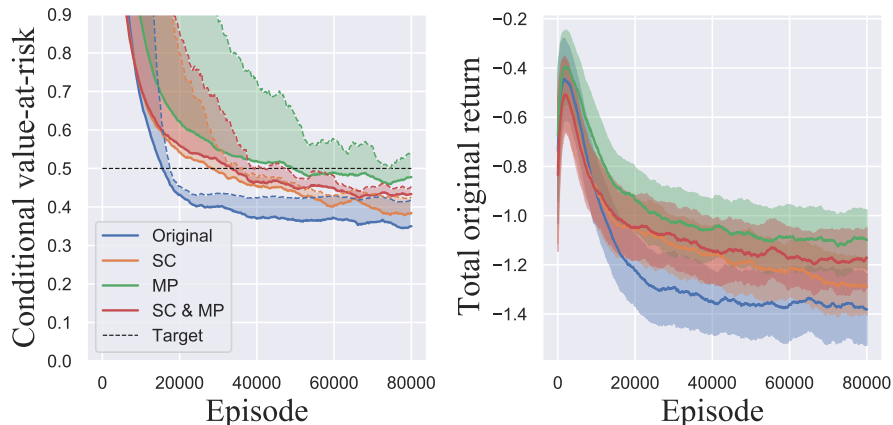 Conditional value-at-risk
0.9
0.8
0.7
0.6
0.5
0.4
0.3
0.2
0.1
0.0
Original
SC
MP
SC & MP
Target
0 20000 40000 60000 80000
Episode
Total original return
−0.2
−0.4
−0.6
−0.8
−1.0
−1.2
−1.4
0 20000 40000 60000 80000
Episode